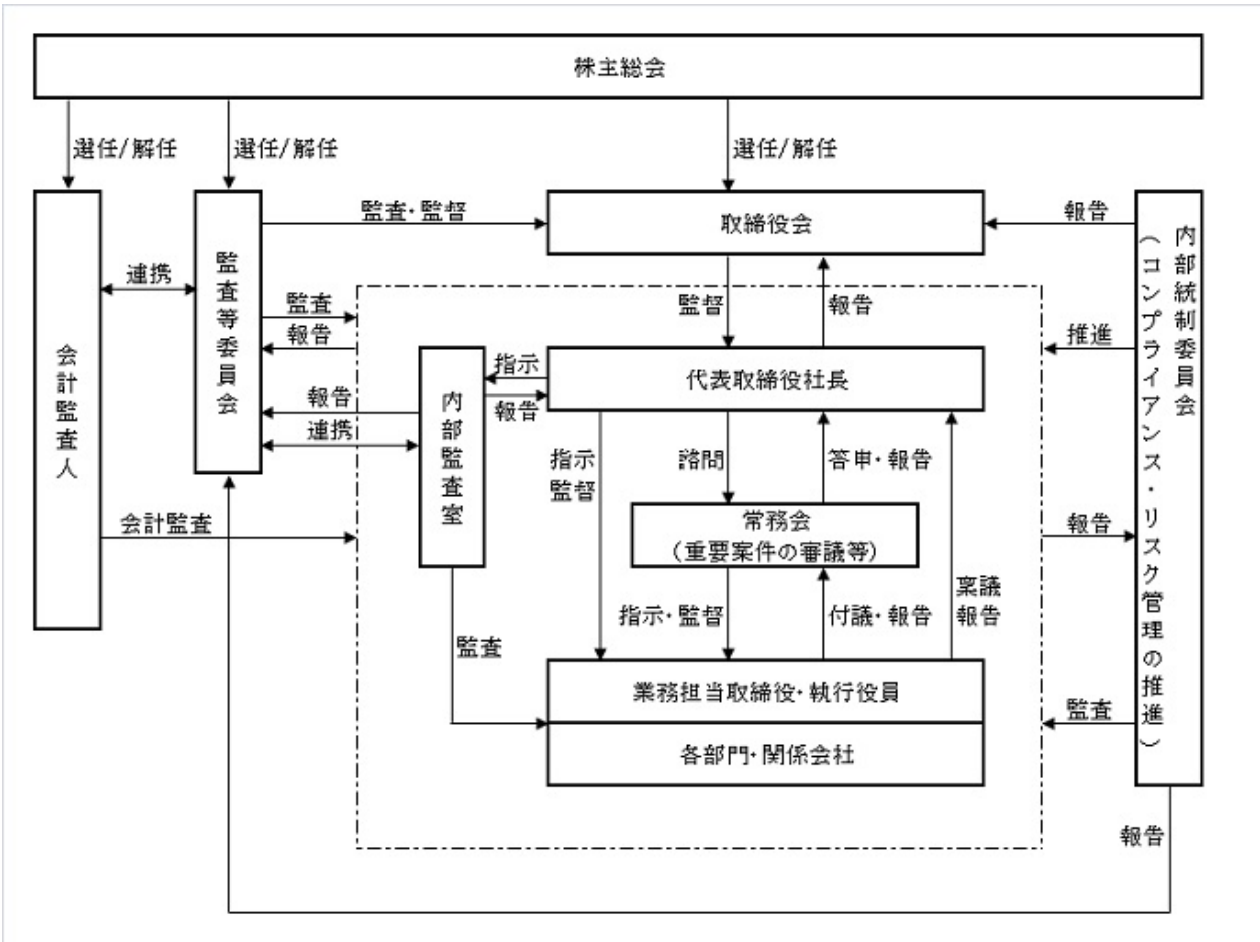 株主総会
選任/解任
選任/解任
選任/解任
会計監査人
監査等委員会
取締役会
内部統制委員会
（コンプライアンス・リスク管理の推進）
監査・監督
報告
連携
監査
報告
監督
報告
推進
代表取締役社長
指示
報告
報告
連携
内部監査室
指示
監督
諮問
答申・報告
会計監査
常務会
（重要案件の審議等）
報告
稟議
報告
指示・監督
付議・報告
監査
業務担当取締役・執行役員
各部門・関係会社
監査
報告